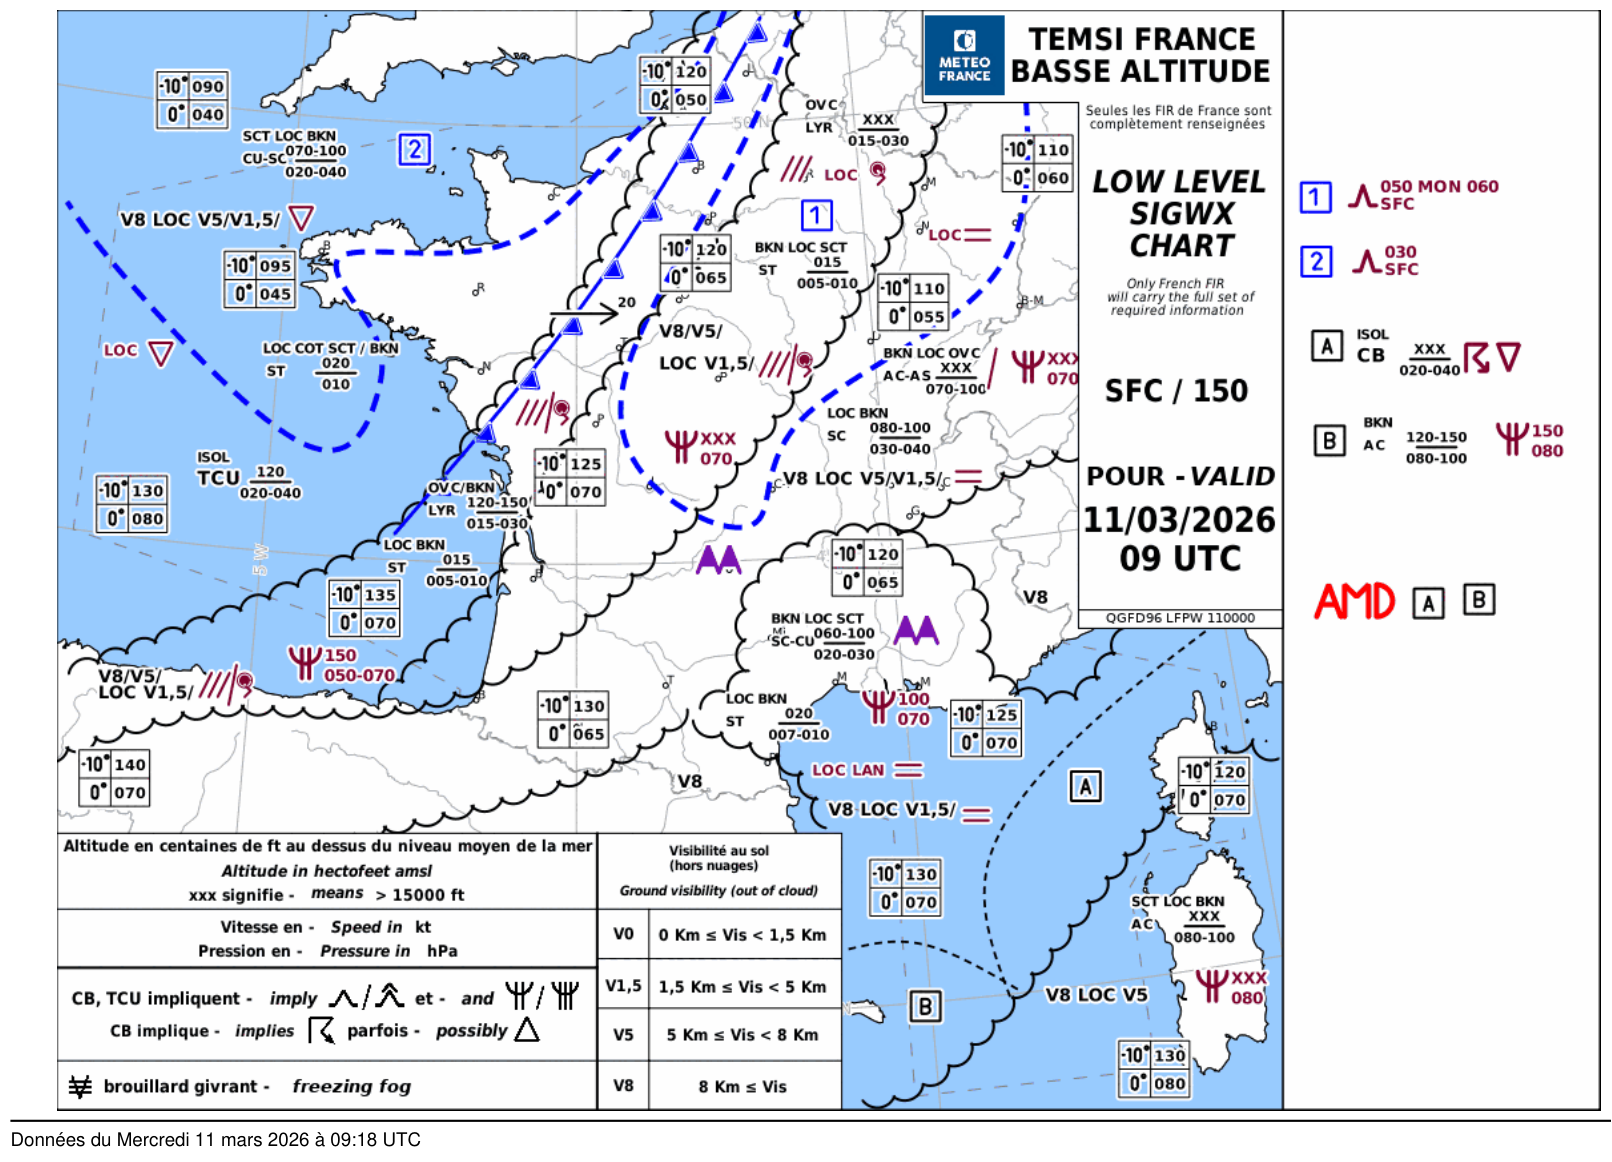 METEO
FRANCE
TEMSI FRANCE
BASSE ALTITUDE
Seules les FIR de France sont
complètement renseignées
LOW LEVEL
SIGWX
CHART
Only French FIR
will carry the full set of
required information
SFC / 150
POUR - VALID
11/03/2026
09 UTC
QGFD96 LFPW 110000
1
050 MON 060
SFC
2
030
SFC
A
ISOL
CB
XXX
020-040
B
BKN
AC
120-150
080-100
150
080
AMD A B
-10° 090
0° 040
SCT LOC BKN
CU-SC 070-100
020-040
2
V8 LOC V5/V1,5/
-10° 095
0° 045
LOC
LOC COT SCT / BKN
ST
020
010
ISOL
TCU
120
020-040
-10° 130
0° 080
5 W
-10° 120
0° 050
50 N
OVC
LYR
XXX
015-030
LOC
1
-10° 110
0° 060
LOC
-10° 120
0° 065
BKN LOC SCT
ST
015
005-010
-10° 110
0° 055
20
V8/V5/
LOC V1,5/
BKN LOC OVC
AC-AS
XXX
070-100
XXX
070
LOC BKN
SC
080-100
030-040
XXX
070
V8 LOC V5/V1,5/
-10° 125
0° 070
OVC/BKN
LYR
120-150
015-030
LOC BKN
ST
015
005-010
-10° 135
0° 070
150
050-070
V8/V5/
LOC V1,5/
-10° 140
0° 070
-10° 130
0° 065
V8
-10° 120
0° 065
BKN LOC SCT
SC-CU
060-100
020-030
V8
LOC BKN
ST
020
007-010
100
070
-10° 125
0° 070
LOC LAN
V8 LOC V1,5/
A
-10° 120
0° 070
-10° 130
0° 070
SCT LOC BKN
AC
XXX
080-100
B
V8 LOC V5
XXX
080
-10° 130
0° 080
Altitude en centaines de ft au dessus du niveau moyen de la mer
Altitude in hectofeet amsl
xxx signifie - means > 15000 ft
Vitesse en - Speed in kt
Pression en - Pressure in hPa
CB, TCU impliquent - imply / et - and /
CB implique - implies parfois - possibly
brouillard givrant - freezing fog
Visibilité au sol
(hors nuages)
Ground visibility (out of cloud)
V0 0 Km ≤ Vis < 1,5 Km
V1,5 1,5 Km ≤ Vis < 5 Km
V5 5 Km ≤ Vis < 8 Km
V8 8 Km ≤ Vis
Données du Mercredi 11 mars 2026 à 09:18 UTC